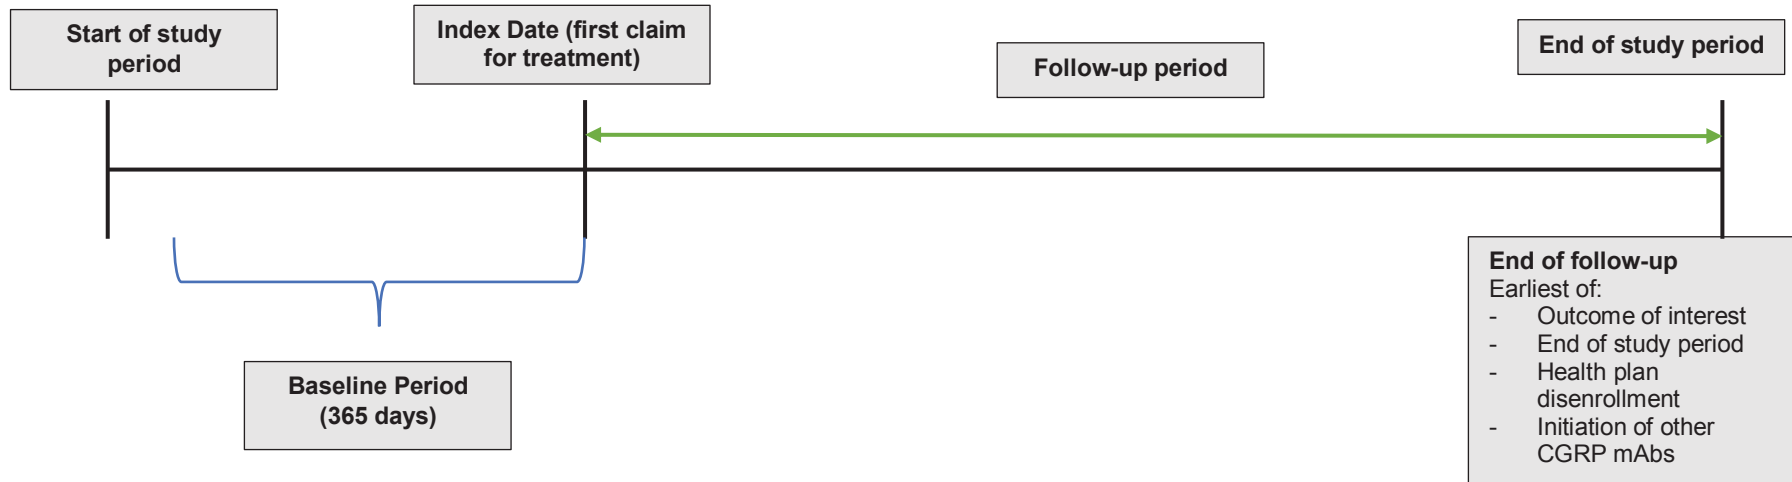 Start of study
period
Index Date (first claim
for treatment)
Follow-up period
End of study period
Baseline Period
(365 days)
End of follow-up
Earliest of:
- Outcome of interest
- End of study period
- Health plan
disenrollment
- Initiation of other
CGRP mAbs